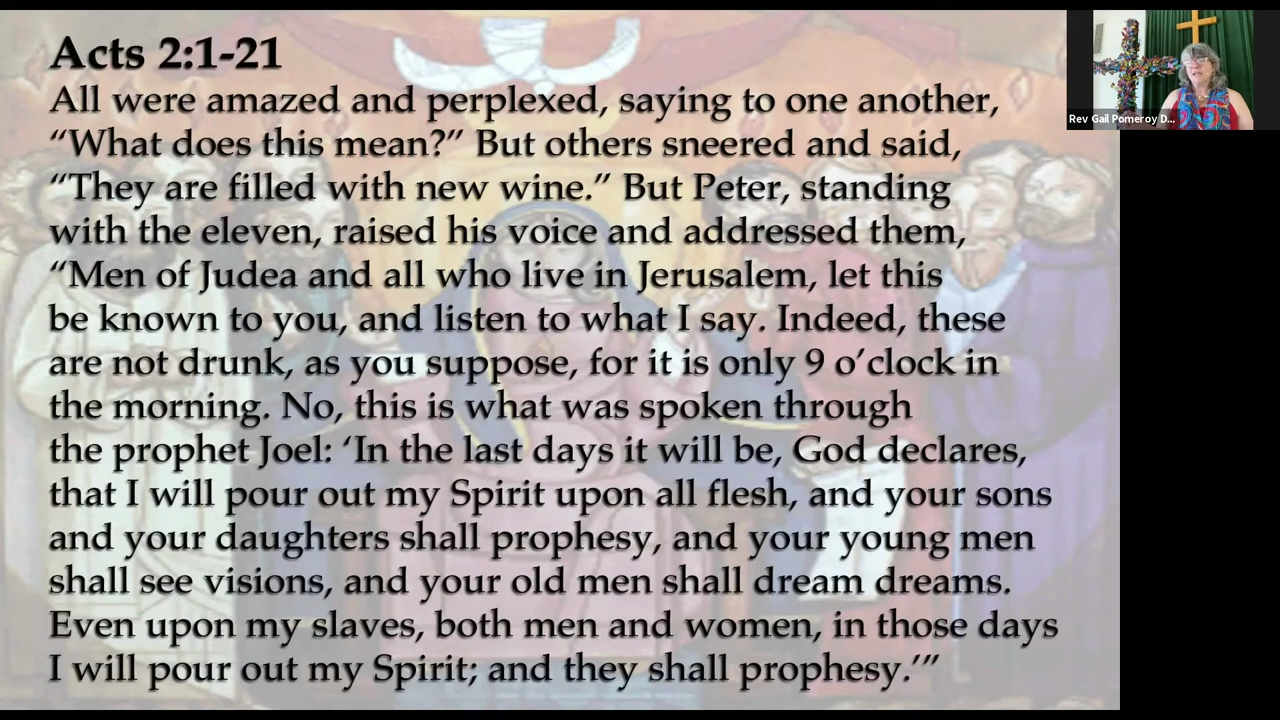 Acts 2:1-21
All were amazed and perplexed, saying to one another,
“What does this mean?” But others sneered and said,
“They are filled with new wine.” But Peter, standing
with the eleven, raised his voice and addressed them,
“Men of Judea and all who live in Jerusalem, let this
be known to you, and listen to what I say. Indeed, these
are not drunk, as you suppose, for it is only 9 o’clock in
the morning. No, this is what was spoken through
the prophet Joel: ‘In the last days it will be, God declares,
that I will pour out my Spirit upon all flesh, and your sons
and your daughters shall prophesy, and your young men
shall see visions, and your old men shall dream dreams.
Even upon my slaves, both men and women, in those days
I will pour out my Spirit; and they shall prophesy.’”
Rev Gail Pomeroy D...